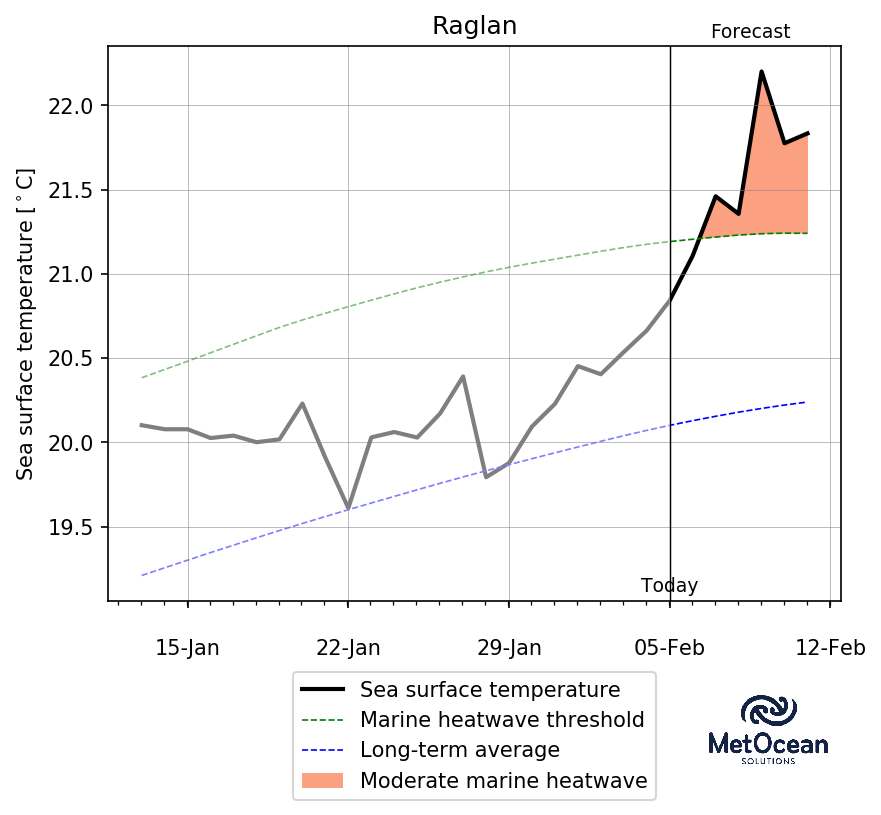 Raglan
Forecast
Sea surface temperature [°C]
22.0
21.5
21.0
20.5
20.0
19.5
Today
15-Jan 22-Jan 29-Jan 05-Feb 12-Feb
Sea surface temperature
Marine heatwave threshold
Long-term average
Moderate marine heatwave
MetOcean
SOLUTIONS